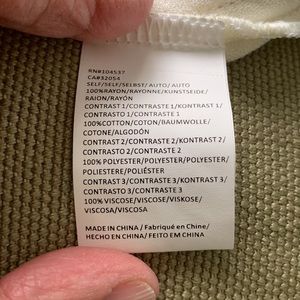 RN#104537
CA#32054
SELF/SELF/SELBST/ AUTO/ AUTO
100%RAYON/RAYONNE/KUNSTSEIDE/
RAION/RAYÓN
CONTRAST 1/CONTRASTE 1/KONTRAST 1/
CONTRASTE 1/CONTRASTE 1
100%COTTON/COTON/BAUMWOLLE/
COTONE/ALGODÓN
CONTRAST 2/CONTRASTE 2/KONTRAST 2/
CONTRASTE 2/CONTRASTE 2
100% POLYESTER/POLYESTER/POLYESTER/
POLIESTERE/POLIÉSTER
CONTRAST 3/CONTRASTE 3/KONTRAST 3/
CONTRASTE 3/CONTRASTE 3
100% VISCOSE/VISCOSE/VISKOSE/
VISCOSA/VISCOSA
MADE IN CHINA / Fabriqué en Chine/
HECHO EN CHINA / FEITO EM CHINA